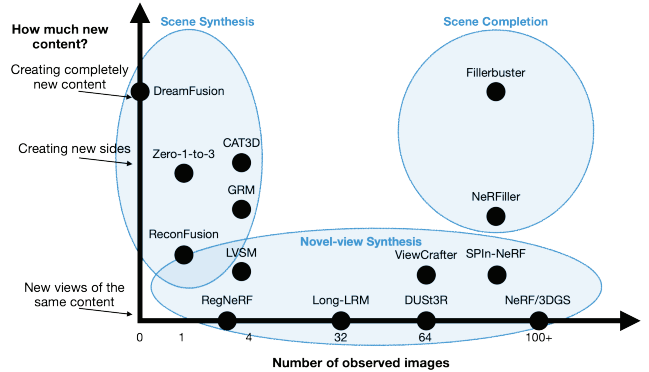 Scene Synthesis
Scene Completion
How much new
content?
Creating completely
new content
DreamFusion
Fillerbuster
Creating new sides
Zero-1-to-3
CAT3D
GRM
NeRFiller
ReconFusion
Novel-view Synthesis
LVSM
ViewCrafter
SPIn-NeRF
New views of the
same content
RegNeRF
Long-LRM
DUSt3R
NeRF/3DGS
0
1
4
32
64
100+
Number of observed images